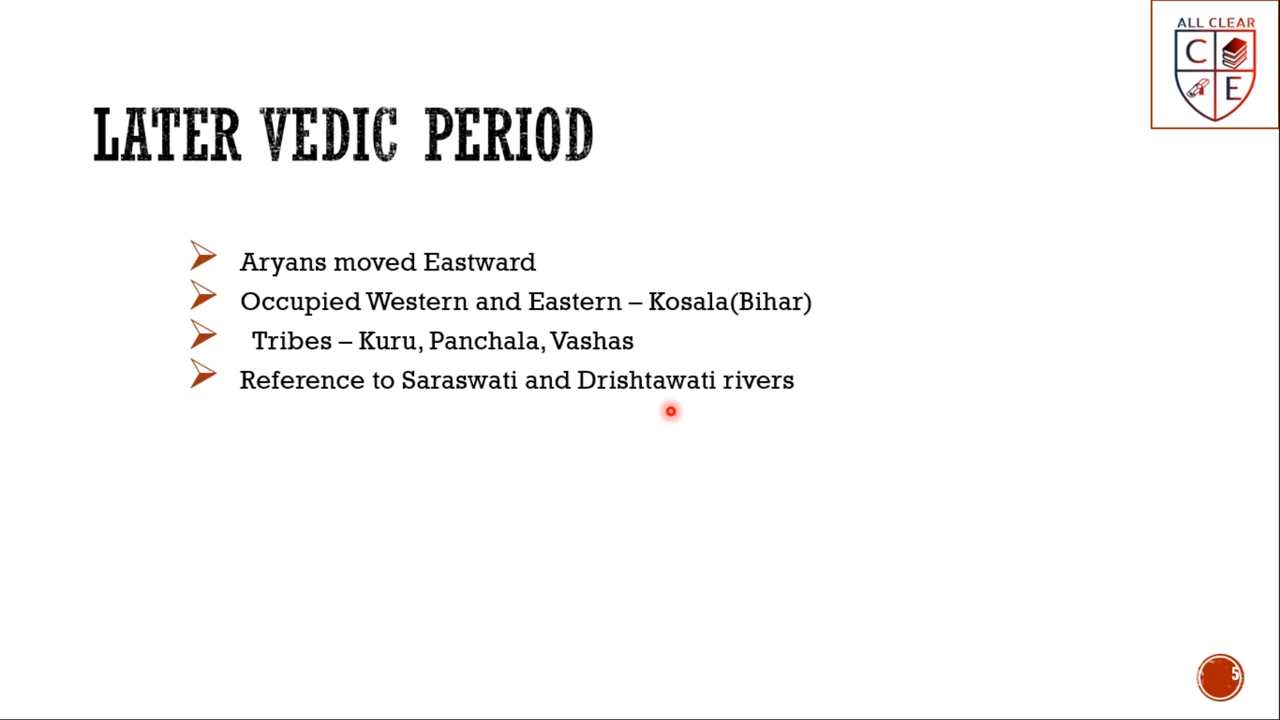 ALL CLEAR
C
E
LATER VEDIC PERIOD
Aryans moved Eastward
Occupied Western and Eastern – Kosala(Bihar)
Tribes – Kuru, Panchala, Vashas
Reference to Saraswati and Drishtawati rivers
5